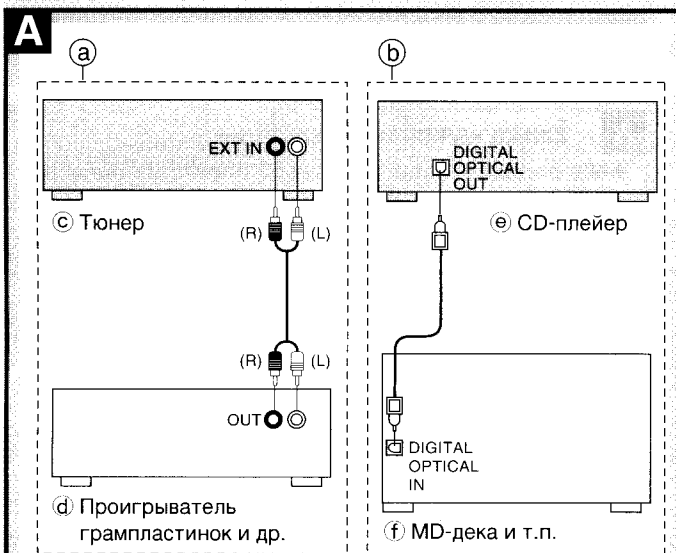 A
ⓐ
EXT IN
ⓒ Тюнер
(R) (L)
(R) (L)
OUT
ⓓ Проигрыватель
грампластинок и др.
ⓑ
DIGITAL
OPTICAL
OUT
ⓔ CD-плейер
DIGITAL
OPTICAL
IN
ⓕ MD-дека и т.п.